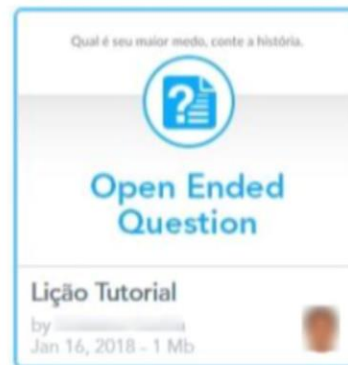 Qual é seu maior medo, conte a história.
Open Ended
Question
Lição Tutorial
by
Jan 16, 2018 - 1 Mb